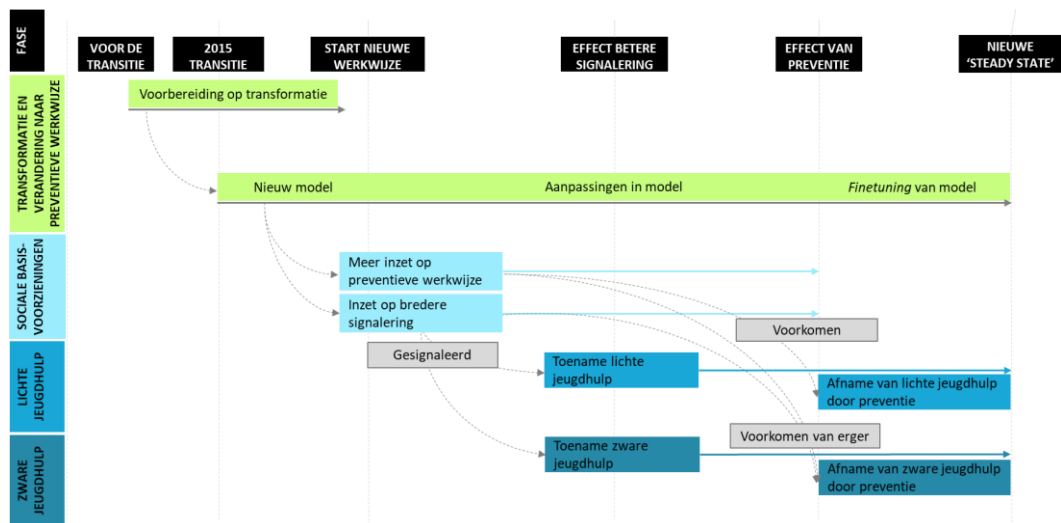 FASE
VOOR DE
TRANSITIE
2015
TRANSITIE
START NIEUWE
WERKWIJZE
EFFECT BETERE
SIGNALERING
EFFECT VAN
PREVENTIE
NIEUWE
‘STEADY STATE’
TRANSFORMATIE EN
VERANDERING NAAR
PREVENTIEVE WERKWIJZE
Voorbereiding op transformatie
Nieuw model
Aanpassingen in model
Finetuning van model
SOCIALE BASIS-
VOORZIENINGEN
Meer inzet op
preventieve werkwijze
Inzet op bredere
signalering
Voorkomen
Gesignaleerd
LICHTE
JEUGDHULP
Toename lichte
jeugdhulp
Afname van lichte jeugdhulp
door preventie
Voorkomen van erger
ZWARE
JEUGDHULP
Toename zware
jeugdhulp
Afname van zware jeugdhulp
door preventie